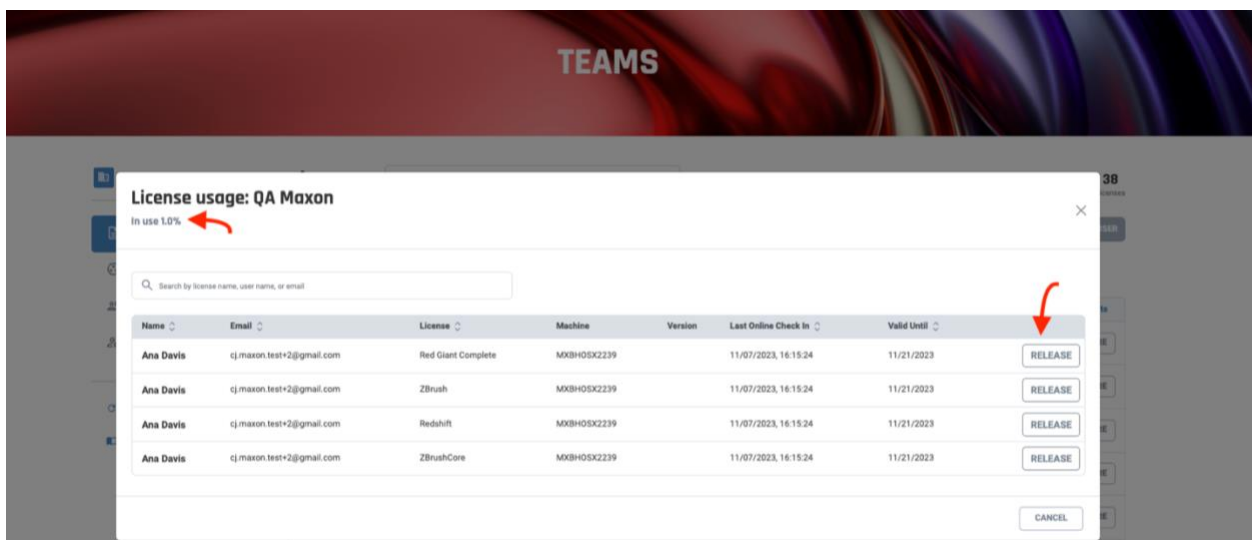 TEAMS
38
License usage: QA Maxon
In use 1.0%
Search by license name, user name, or email
Name Email License Machine Version Last Online Check In Valid Until
Ana Davis cj.maxon.test+2@gmail.com Red Giant Complete MXBHOSX2239 11/07/2023, 16:15:24 11/21/2023 RELEASE
Ana Davis cj.maxon.test+2@gmail.com ZBrush MXBHOSX2239 11/07/2023, 16:15:24 11/21/2023 RELEASE
Ana Davis cj.maxon.test+2@gmail.com Redshift MXBHOSX2239 11/07/2023, 16:15:24 11/21/2023 RELEASE
Ana Davis cj.maxon.test+2@gmail.com ZBrushCore MXBHOSX2239 11/07/2023, 16:15:24 11/21/2023 RELEASE
CANCEL